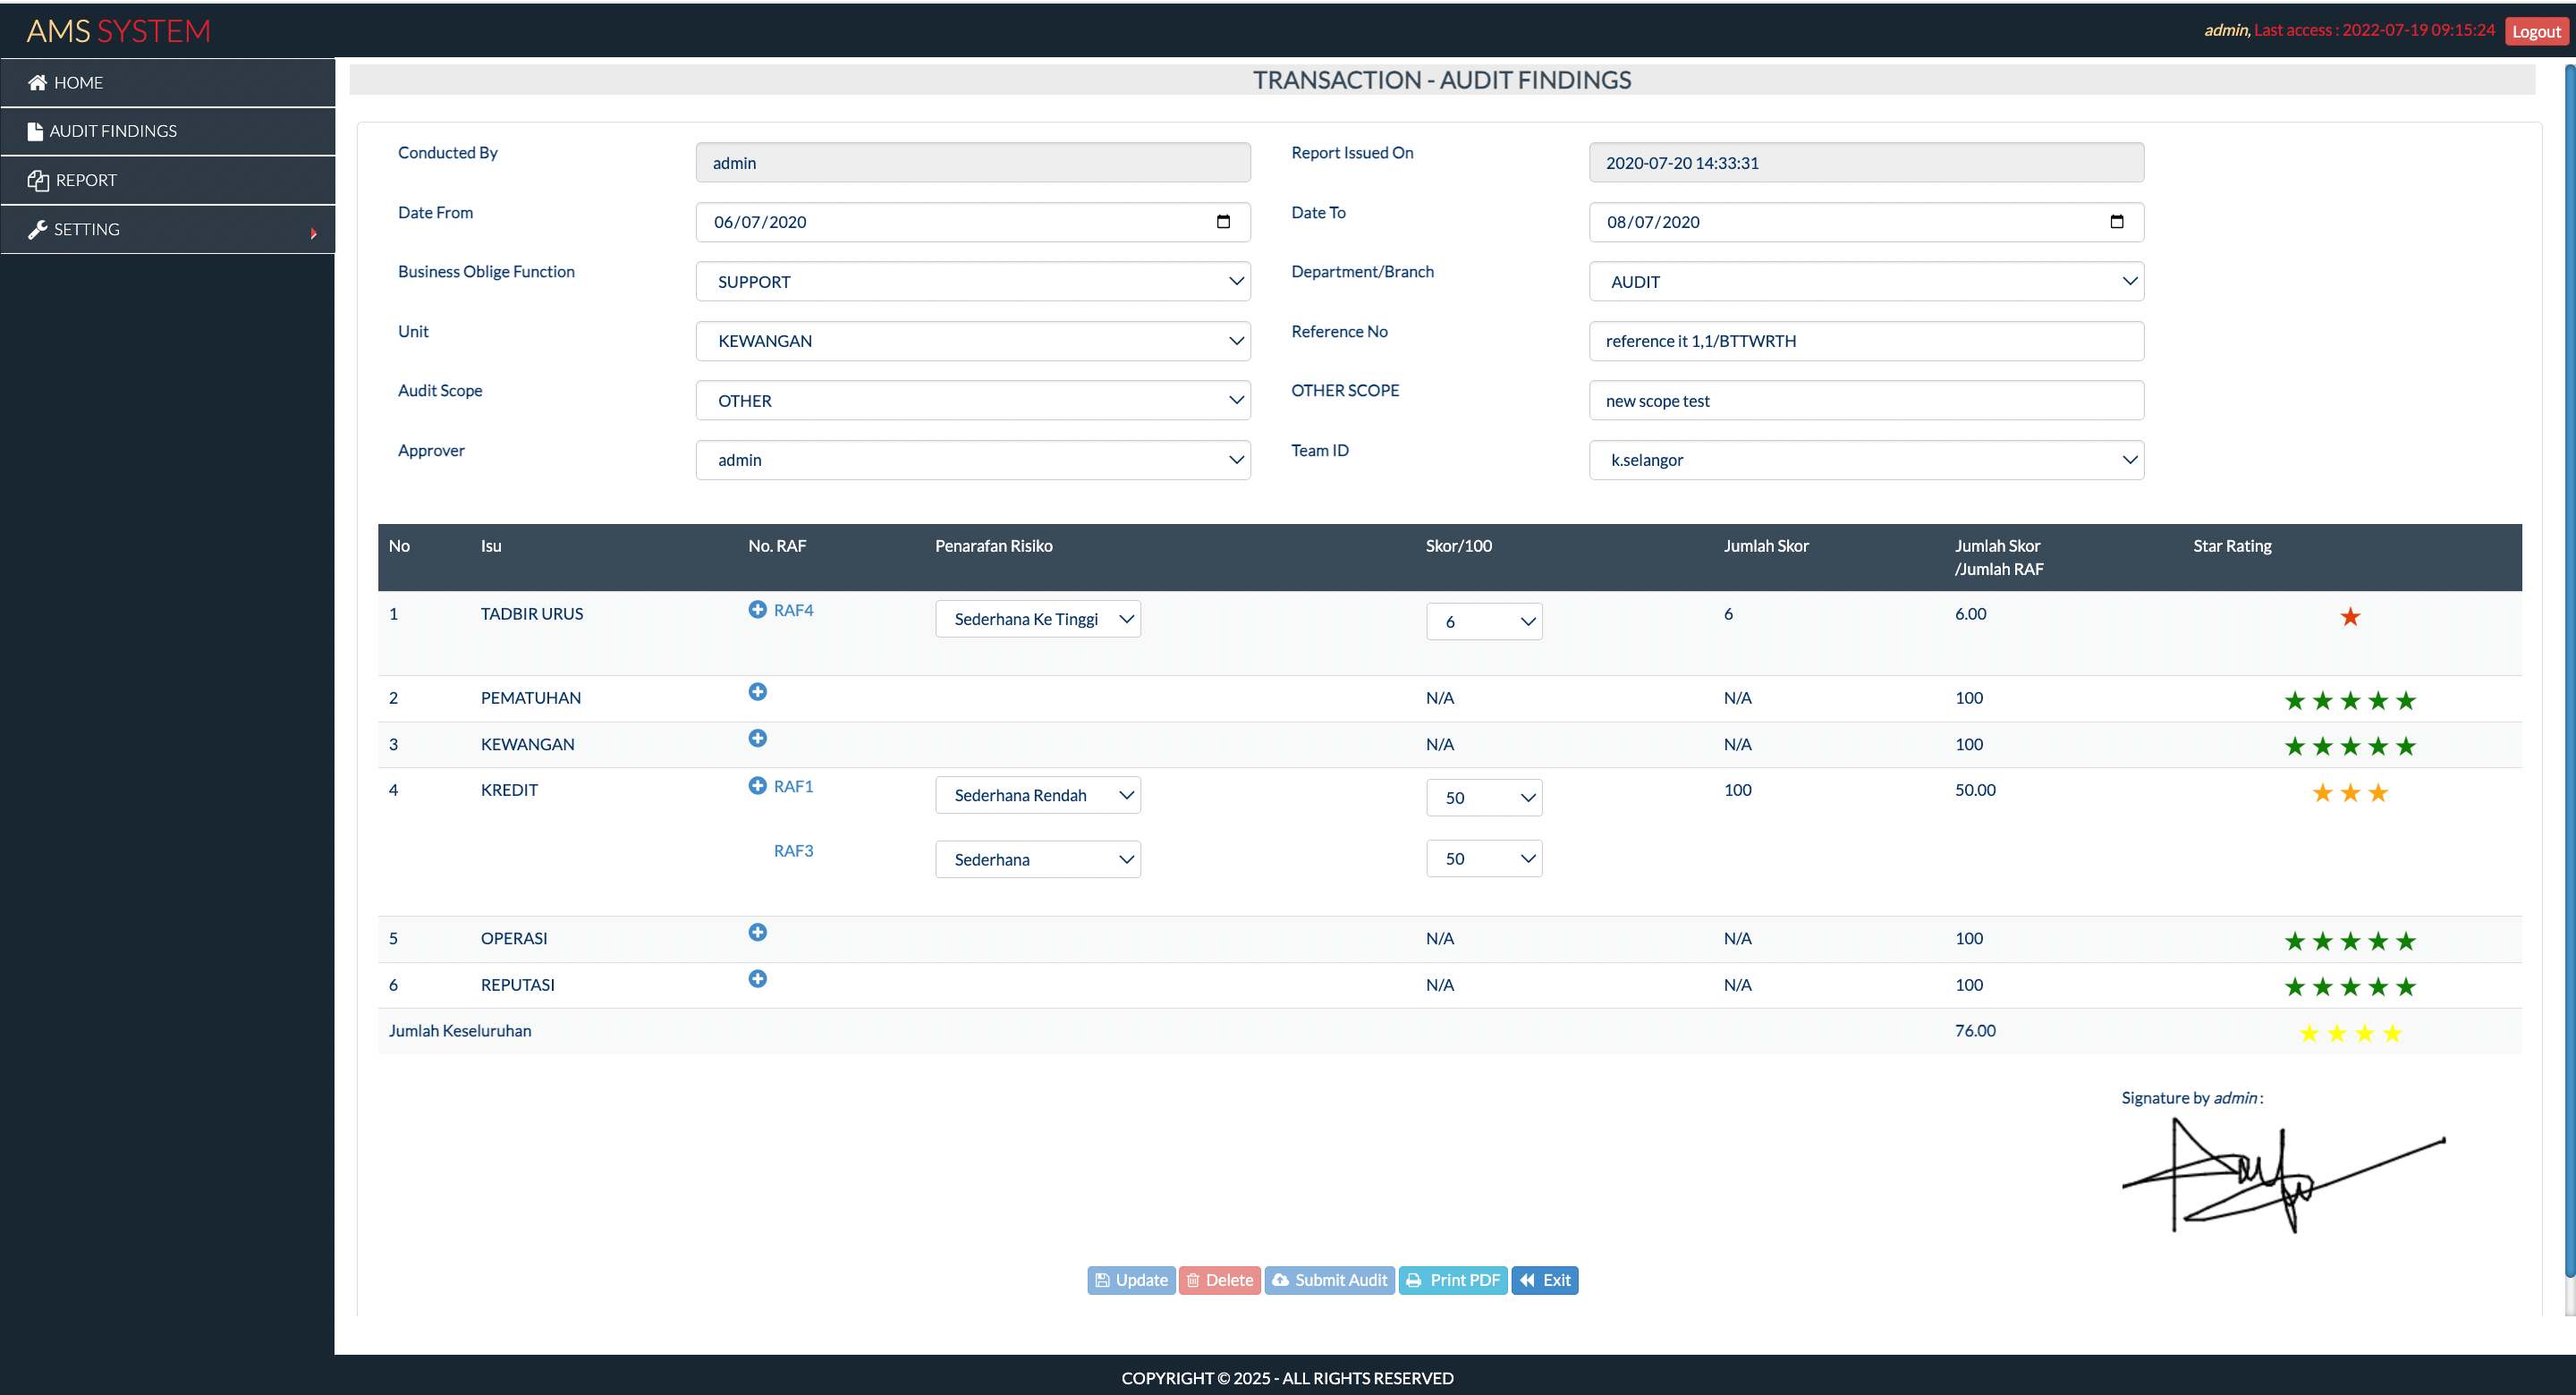 AMS SYSTEM
admin, Last access : 2022-07-19 09:15:24 Logout
HOME
AUDIT FINDINGS
REPORT
SETTING
TRANSACTION - AUDIT FINDINGS
Conducted By admin Report Issued On 2020-07-20 14:33:31
Date From 06/07/2020 Date To 08/07/2020
Business Oblige Function SUPPORT Department/Branch AUDIT
Unit KEWANGAN Reference No reference it 1,1/BTTWRTH
Audit Scope OTHER OTHER SCOPE new scope test
Approver admin Team ID k.selangor
No Isu No. RAF Penarafan Risiko Skor/100 Jumlah Skor Jumlah Skor /Jumlah RAF Star Rating
1 TADBIR URUS RAF4 Sederhana Ke Tinggi 6 6 6.00
2 PEMATUHAN N/A N/A 100
3 KEWANGAN N/A N/A 100
4 KREDIT RAF1 Sederhana Rendah 50 100 50.00
RAF3 Sederhana 50
5 OPERASI N/A N/A 100
6 REPUTASI N/A N/A 100
Jumlah Keseluruhan 76.00
Signature by admin :
Update Delete Submit Audit Print PDF Exit
COPYRIGHT © 2025 - ALL RIGHTS RESERVED